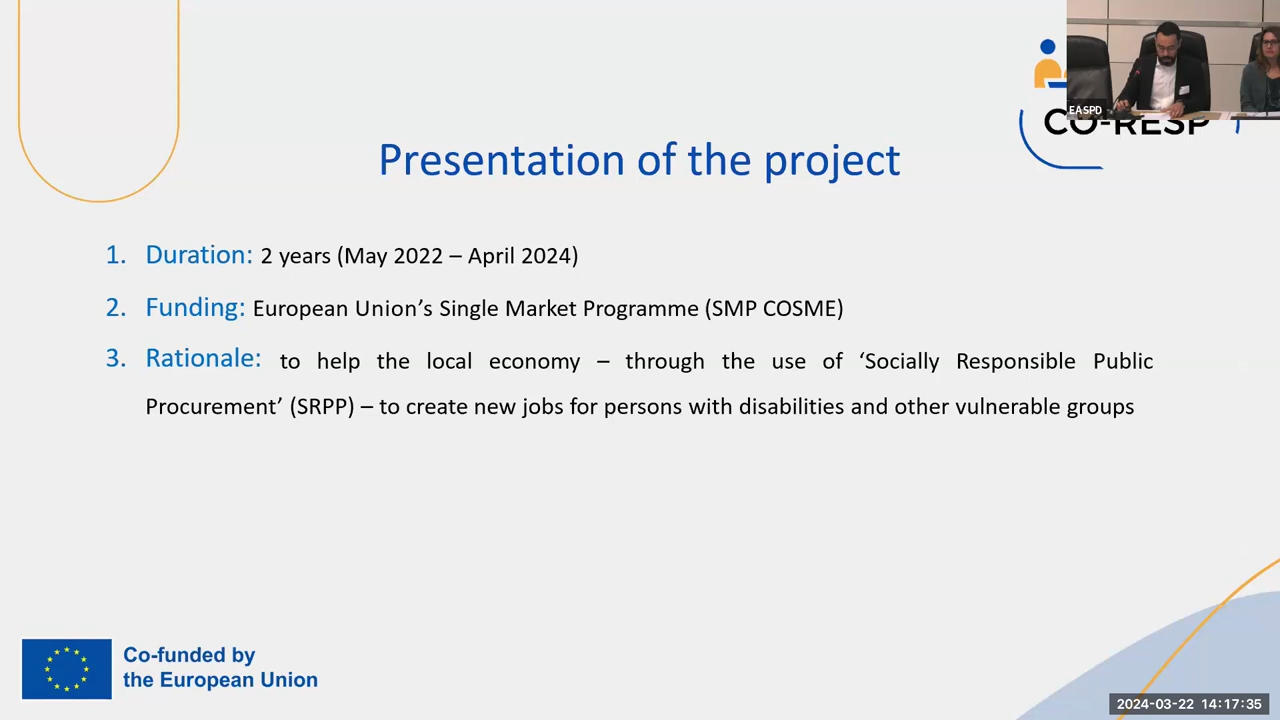 EASPD
CO-RESP
Presentation of the project
1. Duration: 2 years (May 2022 – April 2024)
2. Funding: European Union’s Single Market Programme (SMP COSME)
3. Rationale: to help the local economy – through the use of ‘Socially Responsible Public
Procurement’ (SRPP) – to create new jobs for persons with disabilities and other vulnerable groups
Co-funded by
the European Union
2024-03-22 14:17:35